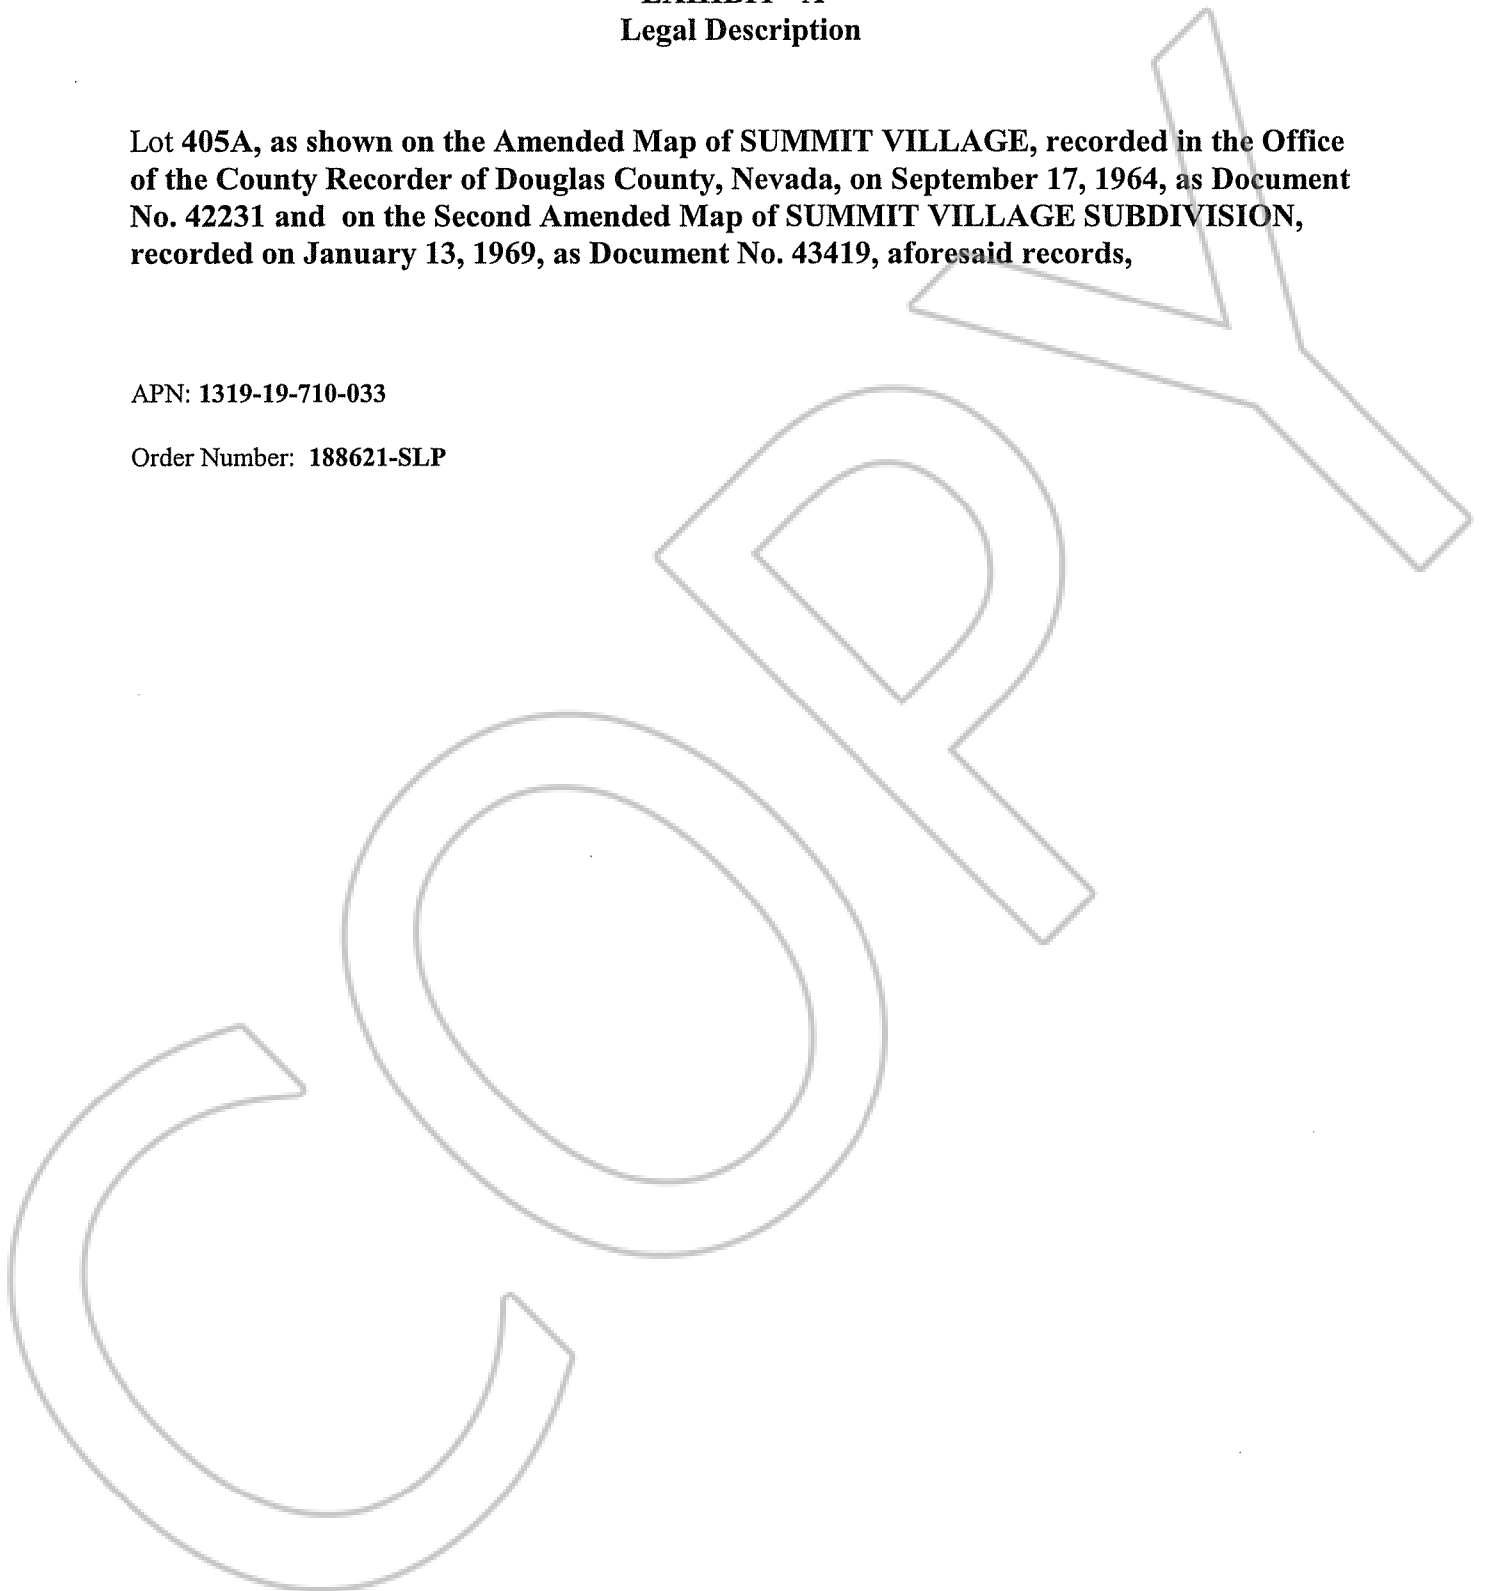 EXHIBIT "A"
Legal Description
Lot 405A, as shown on the Amended Map of SUMMIT VILLAGE, recorded in the Office
of the County Recorder of Douglas County, Nevada, on September 17, 1964, as Document
No. 42231 and on the Second Amended Map of SUMMIT VILLAGE SUBDIVISION,
recorded on January 13, 1969, as Document No. 43419, aforesaid records,
APN: 1319-19-710-033
Order Number: 188621-SLP
COPY